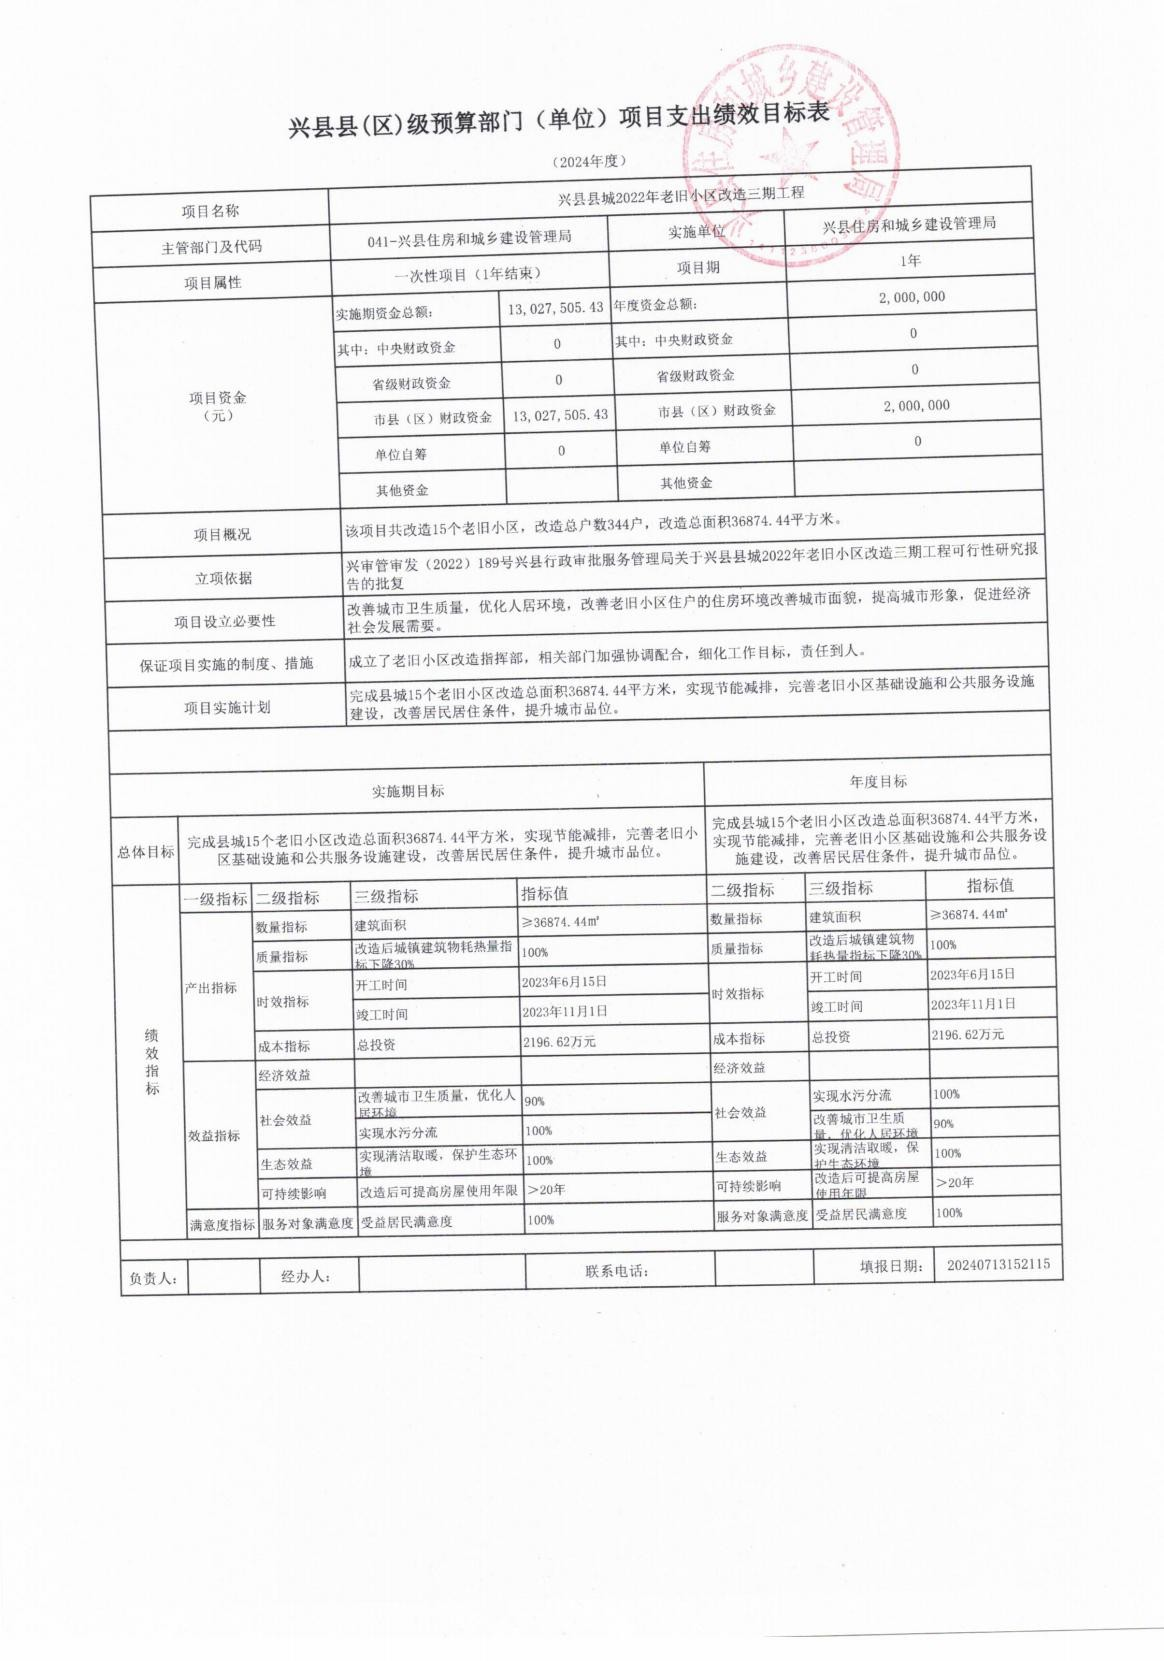 兴县县(区)级预算部门（单位）项目支出绩效目标表
（2024年度）
项目名称 兴县县城2022年老旧小区改造三期工程
主管部门及代码 041-兴县住房和城乡建设管理局 实施单位 兴县住房和城乡建设管理局
项目属性 一次性项目（1年结束） 项目期 1年
项目资金
（元）
实施期资金总额： 13,027,505.43 年度资金总额： 2,000,000
其中：中央财政资金 0 其中：中央财政资金 0
省级财政资金 0 省级财政资金 0
市县（区）财政资金 13,027,505.43 市县（区）财政资金 2,000,000
单位自筹 0 单位自筹 0
其他资金 其他资金
项目概况 该项目共改造15个老旧小区，改造总户数344户，改造总面积36874.44平方米。
立项依据 兴审管审发（2022）189号兴县行政审批服务管理局关于兴县县城2022年老旧小区改造三期工程可行性研究报
告的批复
项目设立必要性 改善城市卫生质量，优化人居环境，改善老旧小区住户的住房环境改善城市面貌，提高城市形象，促进经济
社会发展需要。
保证项目实施的制度、措施 成立了老旧小区改造指挥部，相关部门加强协调配合，细化工作目标，责任到人。
项目实施计划 完成县城15个老旧小区改造总面积36874.44平方米，实现节能减排，完善老旧小区基础设施和公共服务设施
建设，改善居民居住条件，提升城市品位。
实施期目标 年度目标
总体目标
完成县城15个老旧小区改造总面积36874.44平方米，实现节能减排，完善老旧小
区基础设施和公共服务设施建设，改善居民居住条件，提升城市品位。
完成县城15个老旧小区改造总面积36874.44平方米，
实现节能减排，完善老旧小区基础设施和公共服务设
施建设，改善居民居住条件，提升城市品位。
绩效指标
一级指标 二级指标 三级指标 指标值 二级指标 三级指标 指标值
产出指标
数量指标 建筑面积 ≥36874.44㎡ 数量指标 建筑面积 ≥36874.44㎡
质量指标 改造后城镇建筑物耗热量指
标下降30% 100% 质量指标 改造后城镇建筑物
耗热量指标下降30% 100%
时效指标 开工时间 2023年6月15日 时效指标 开工时间 2023年6月15日
竣工时间 2023年11月1日 竣工时间 2023年11月1日
成本指标 总投资 2196.62万元 成本指标 总投资 2196.62万元
效益指标
经济效益 经济效益
社会效益 改善城市卫生质量，优化人
居环境 90% 社会效益 实现水污分流 100%
实现水污分流 100% 改善城市卫生质
量，优化人居环境 90%
生态效益 实现清洁取暖，保护生态环
境 100% 生态效益 实现清洁取暖，保
护生态环境 100%
可持续影响 改造后可提高房屋使用年限 ＞20年 可持续影响 改造后可提高房屋
使用年限 ＞20年
满意度指标 服务对象满意度 受益居民满意度 100% 服务对象满意度 受益居民满意度 100%
负责人： 经办人： 联系电话： 填报日期： 20240713152115